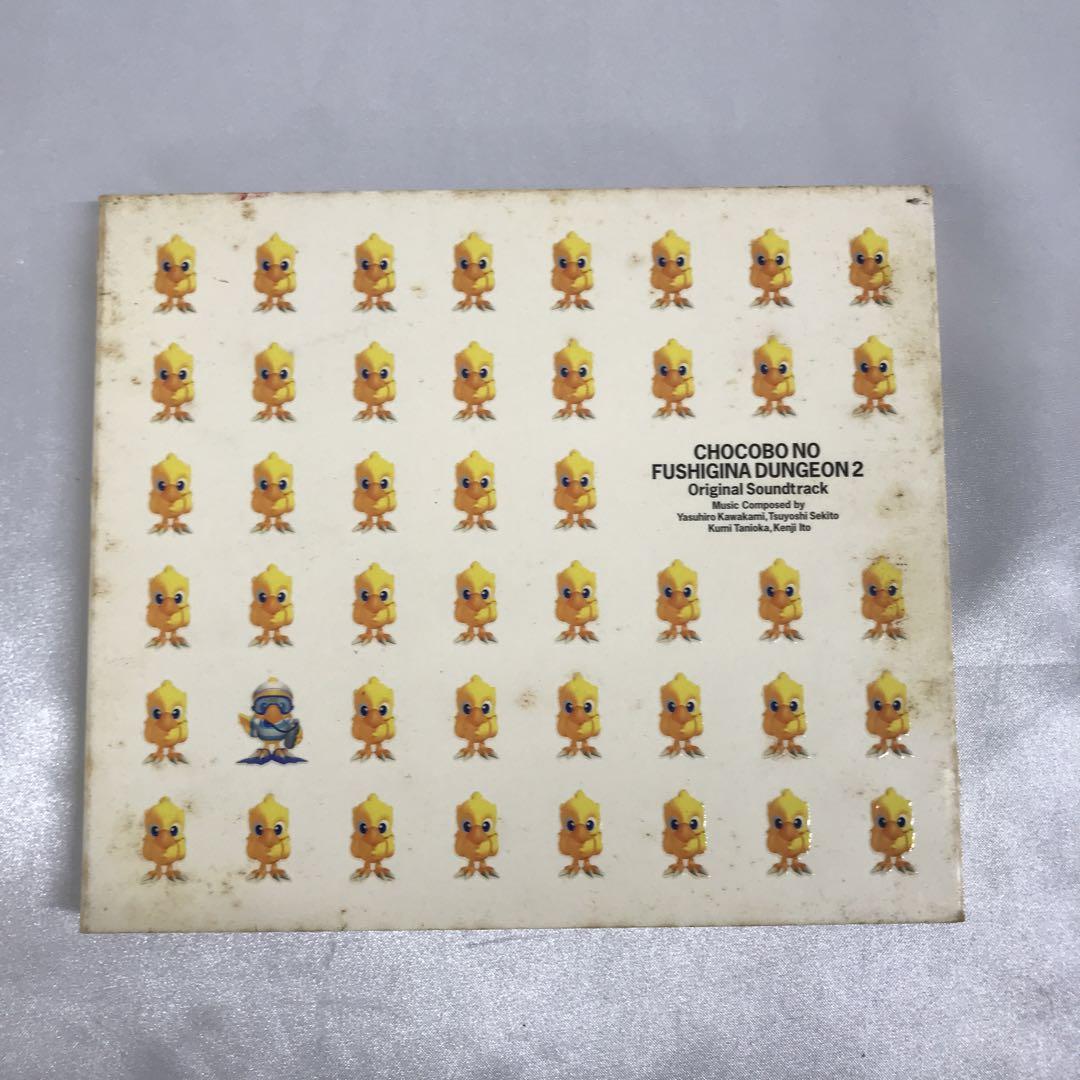 CHOCOBO NO
FUSHIGINA DUNGEON 2
Original Soundtrack
Music Composed by
Yasuhiro Kawakami, Tsuyoshi Sekito
Kumi Tanioka, Kenji Ito